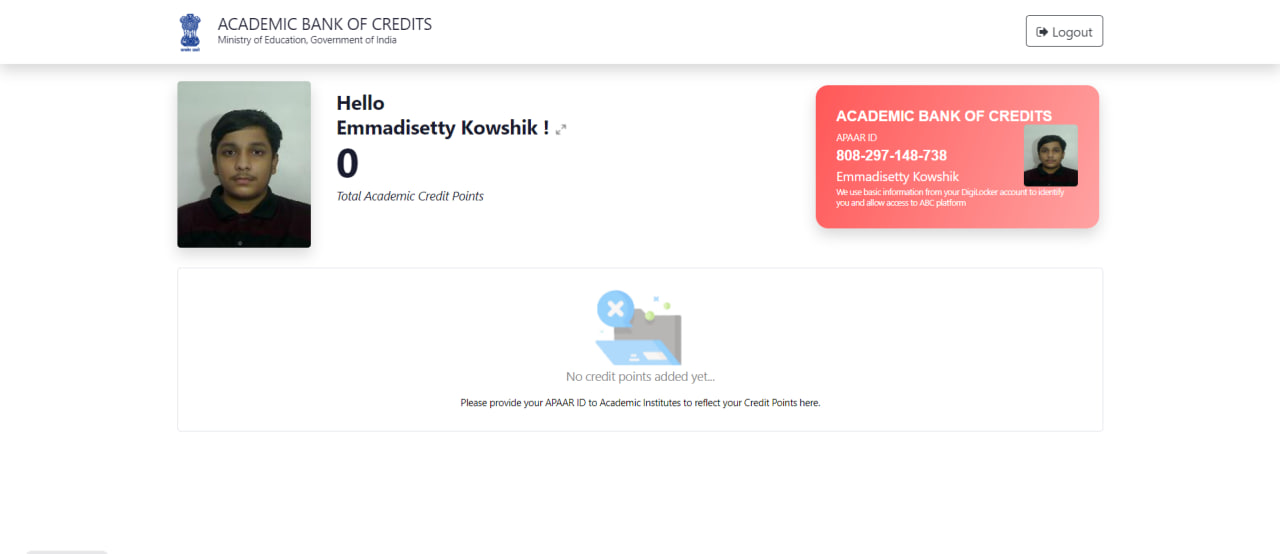 ACADEMIC BANK OF CREDITS
Ministry of Education, Government of India
Logout
Hello
Emmadisetty Kowshik !
0
Total Academic Credit Points
ACADEMIC BANK OF CREDITS
APAAR ID
808-297-148-738
Emmadisetty Kowshik
We use basic information from your DigiLocker account to identify
you and allow access to ABC platform
No credit points added yet...
Please provide your APAAR ID to Academic Institutes to reflect your Credit Points here.